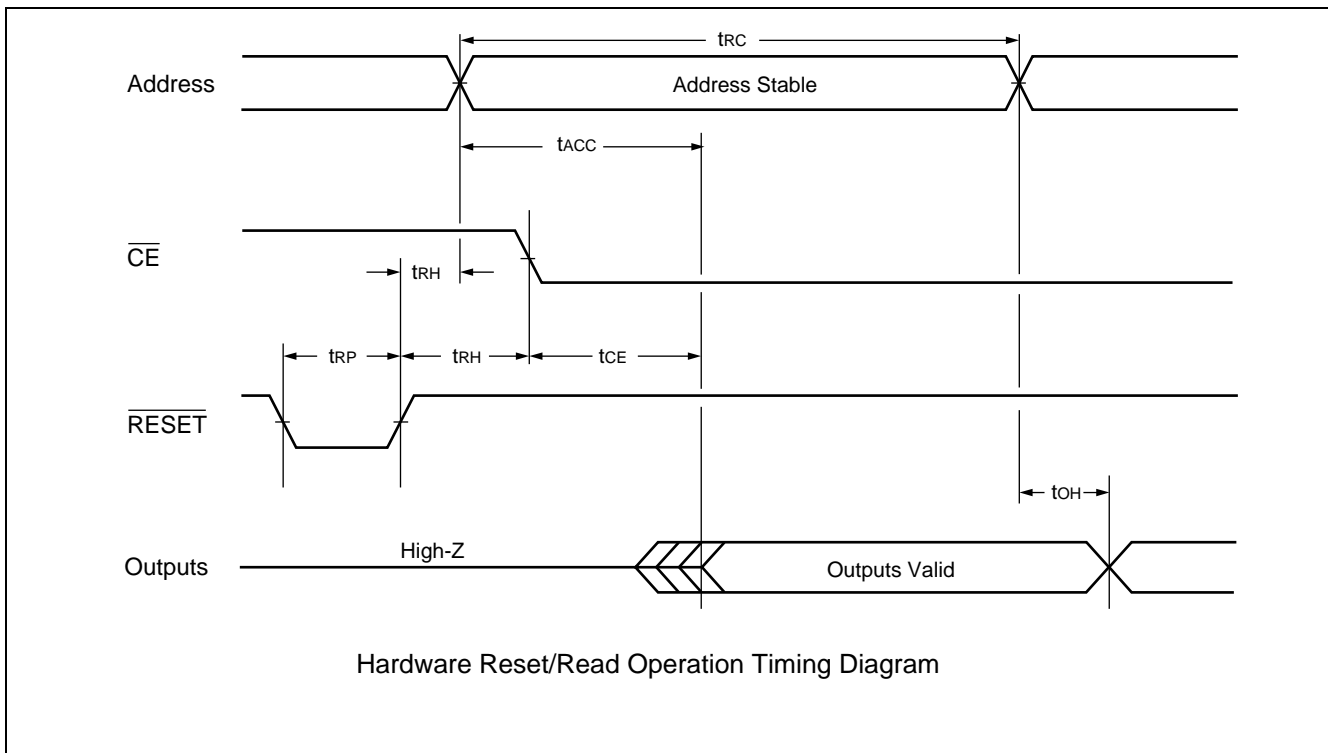 tRC
Address
Address Stable
tACC
CE
tRH
tRP
tRH
tCE
RESET
tOH
High-Z
Outputs
Outputs Valid
Hardware Reset/Read Operation Timing Diagram